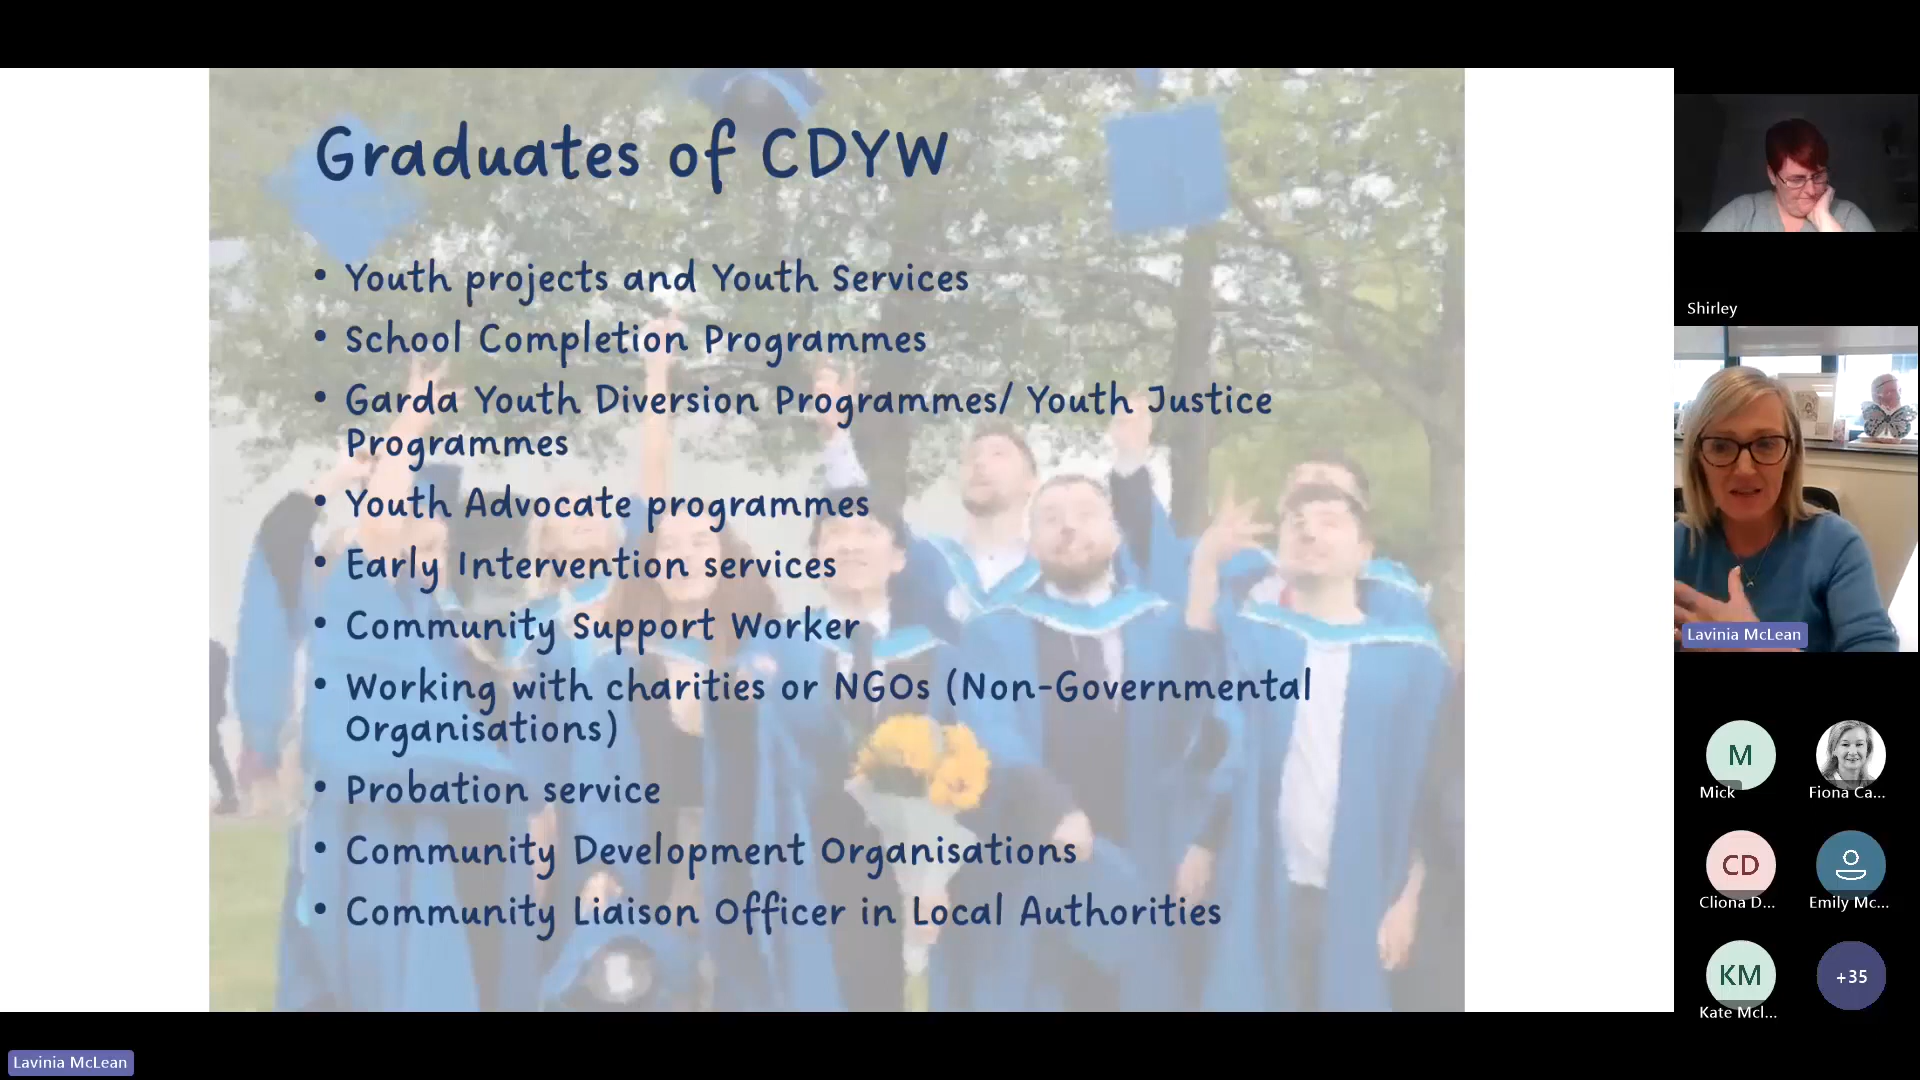 Graduates of CDYW
• Youth projects and Youth Services
• School Completion Programmes
• Garda Youth Diversion Programmes/ Youth Justice
Programmes
• Youth Advocate programmes
• Early Intervention services
• Community Support Worker
• Working with charities or NGOs (Non-Governmental
Organisations)
• Probation service
• Community Development Organisations
• Community Liaison Officer in Local Authorities
Shirley
Lavinia McLean
M
Mick
Fiona Ca...
CD
Cliona D...
Emily Mc...
KM
Kate Mcl...
+35
Lavinia McLean